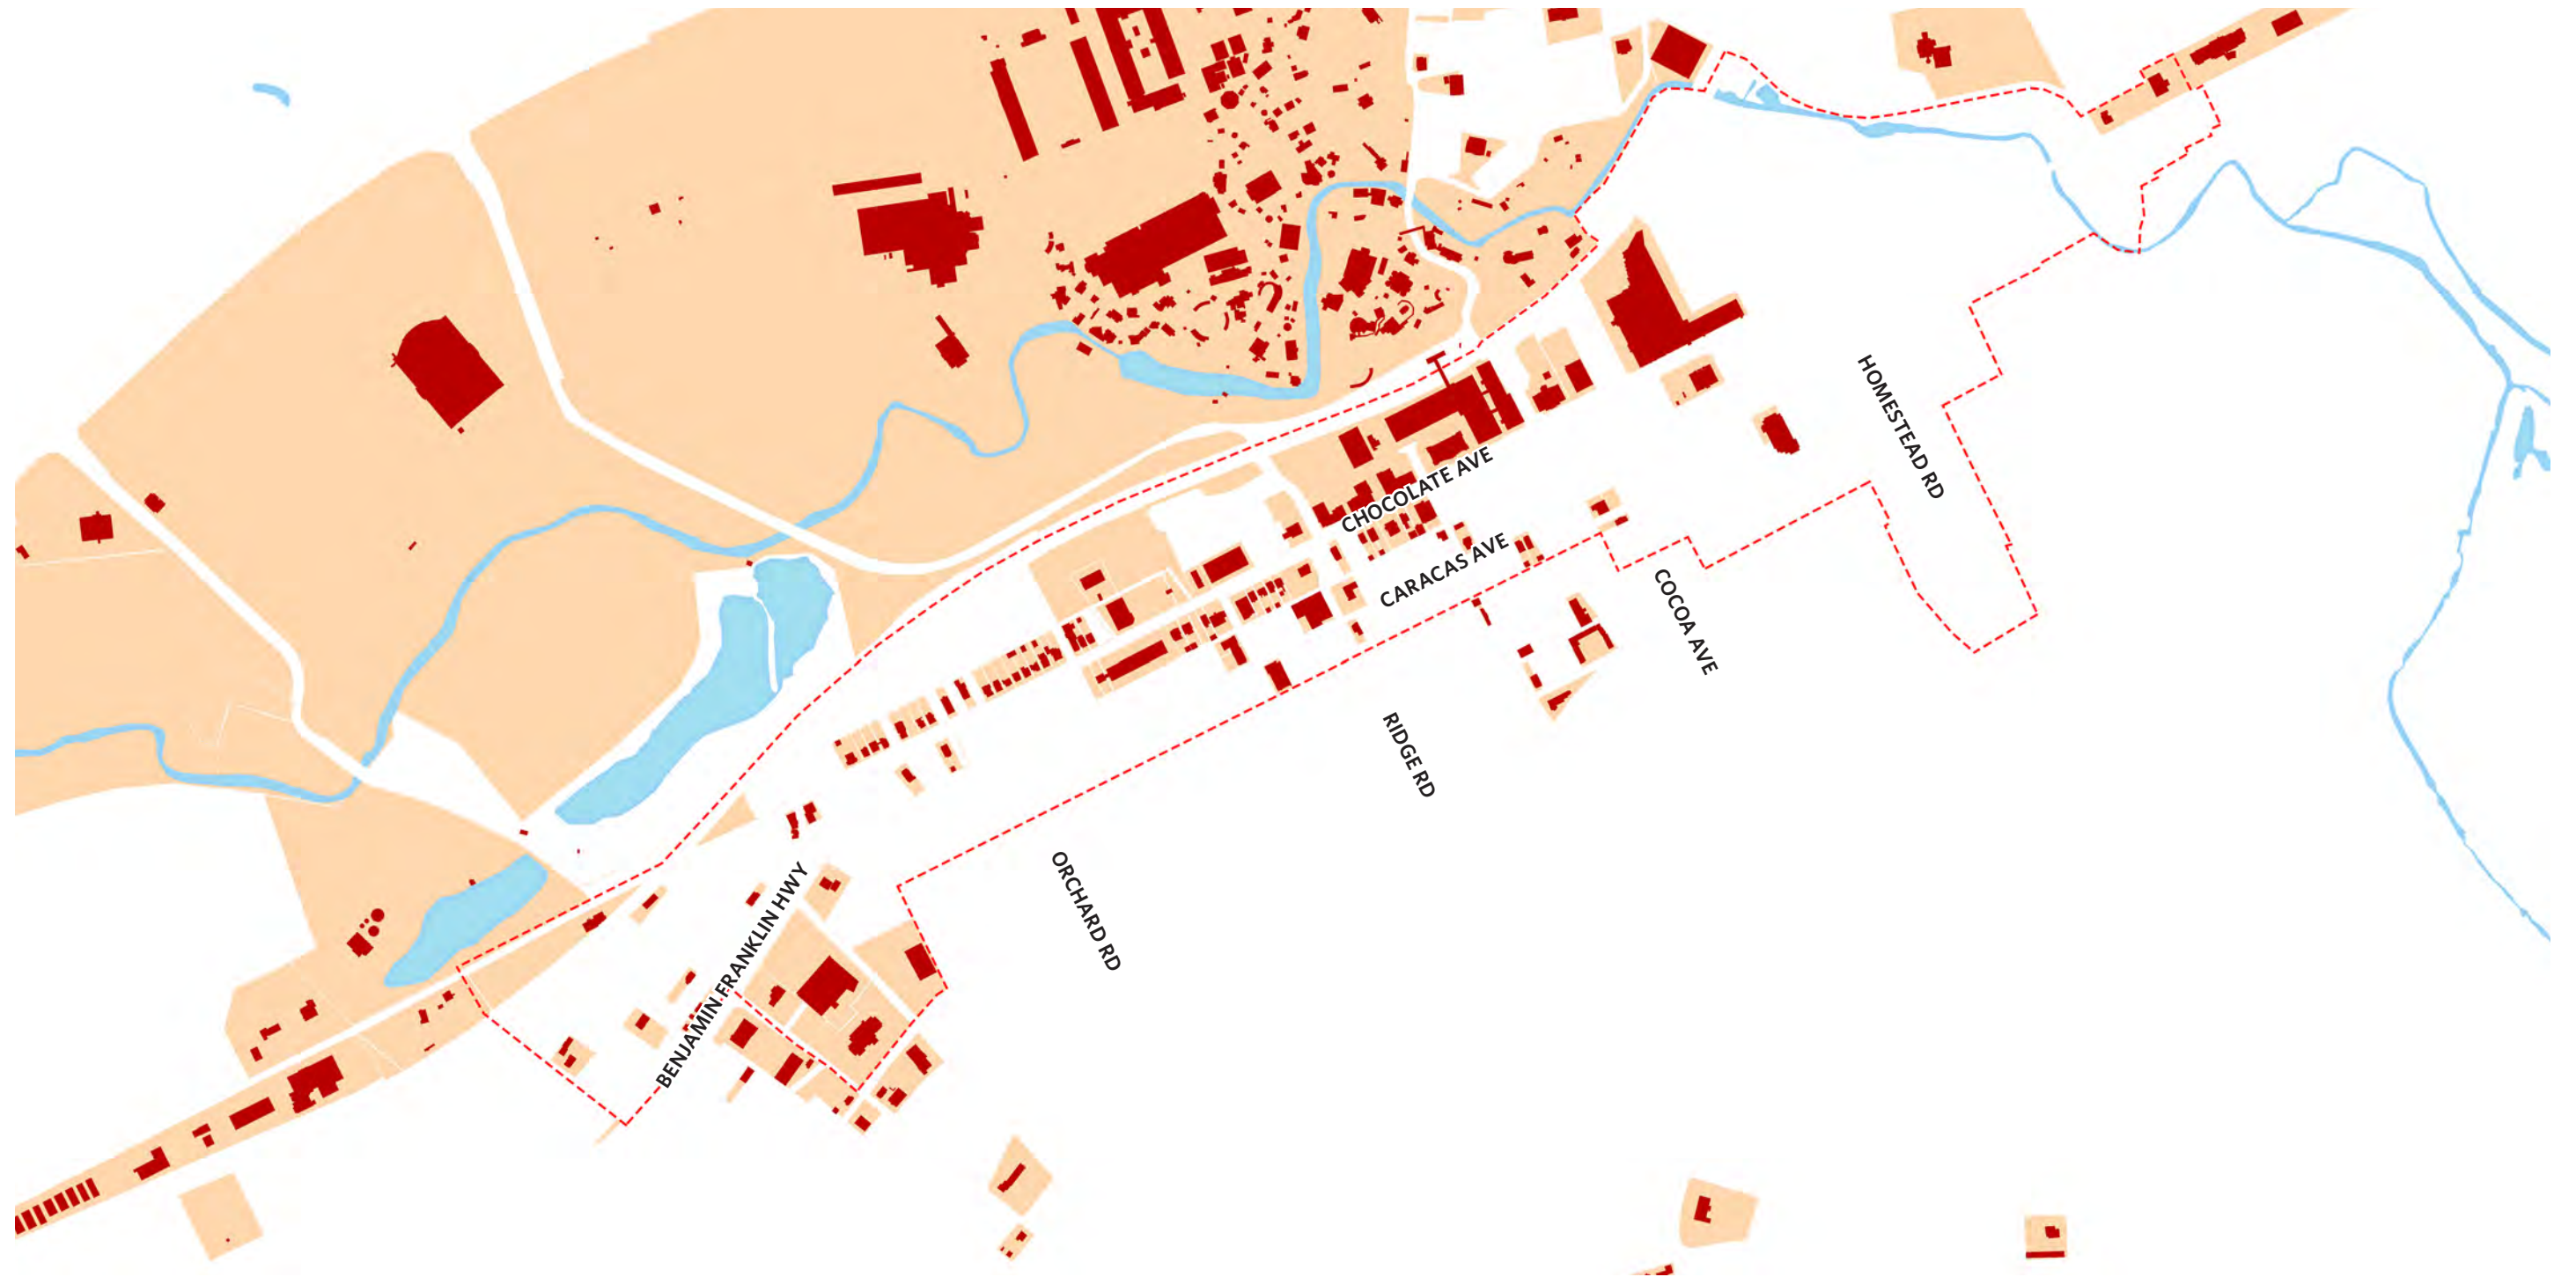 HOMESTEAD RD
CHOCOLATE AVE
CARACAS AVE
COCOA AVE
RIDGE RD
ORCHARD RD
BENJAMIN FRANKLIN HWY